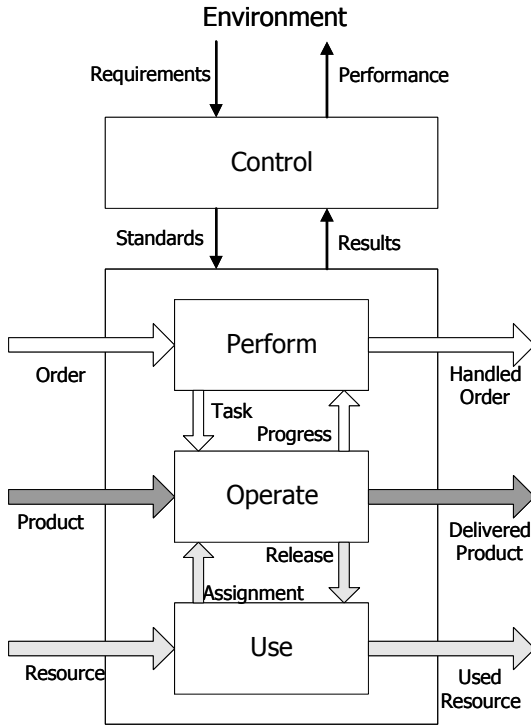 Environment
Requirements
Performance
Control
Standards
Results
Perform
Order
Handled
Order
Task
Progress
Operate
Product
Delivered
Product
Release
Assignment
Use
Resource
Used
Resource